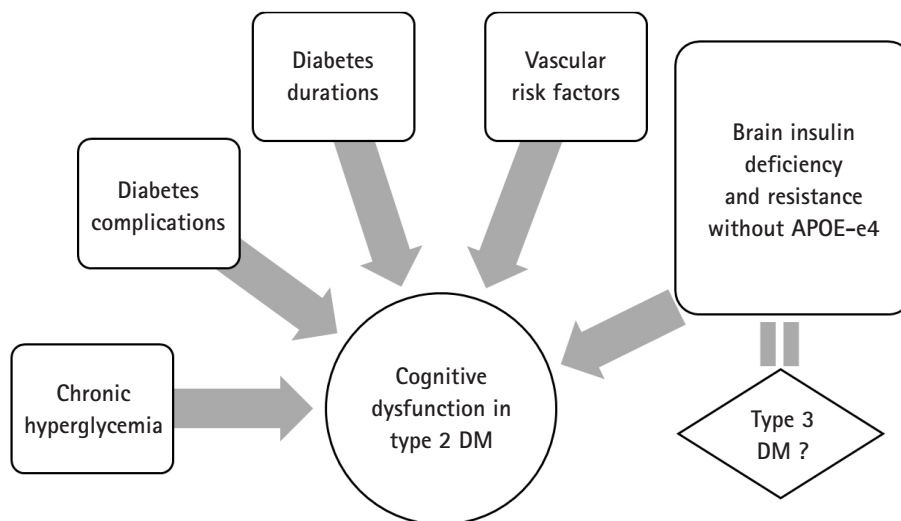 Diabetes
durations
Vascular
risk factors
Brain insulin
deficiency
and resistance
without APOE-e4
Diabetes
complications
Chronic
hyperglycemia
Cognitive
dysfunction in
type 2 DM
Type 3
DM ?